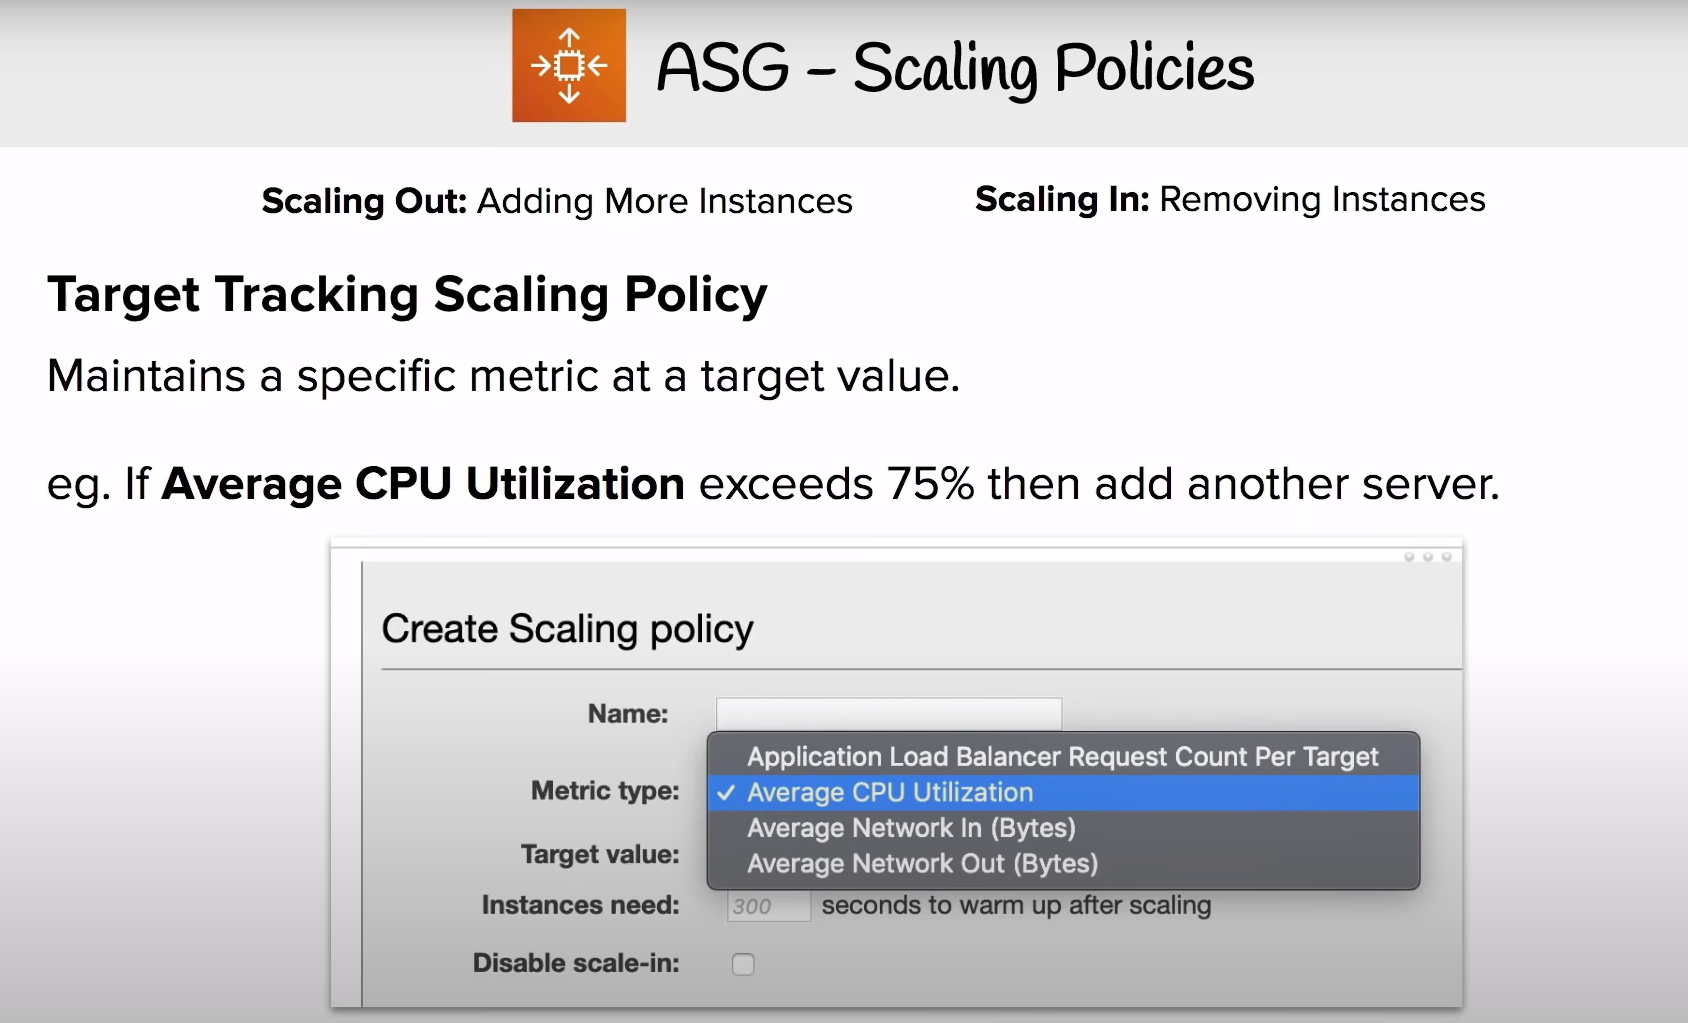 ASG - Scaling Policies
Scaling Out: Adding More Instances
Scaling In: Removing Instances
Target Tracking Scaling Policy
Maintains a specific metric at a target value.
eg. If Average CPU Utilization exceeds 75% then add another server.
Create Scaling policy
Name:
Application Load Balancer Request Count Per Target
Metric type:
✓ Average CPU Utilization
Average Network In (Bytes)
Target value:
Average Network Out (Bytes)
Instances need: 300 seconds to warm up after scaling
Disable scale-in: